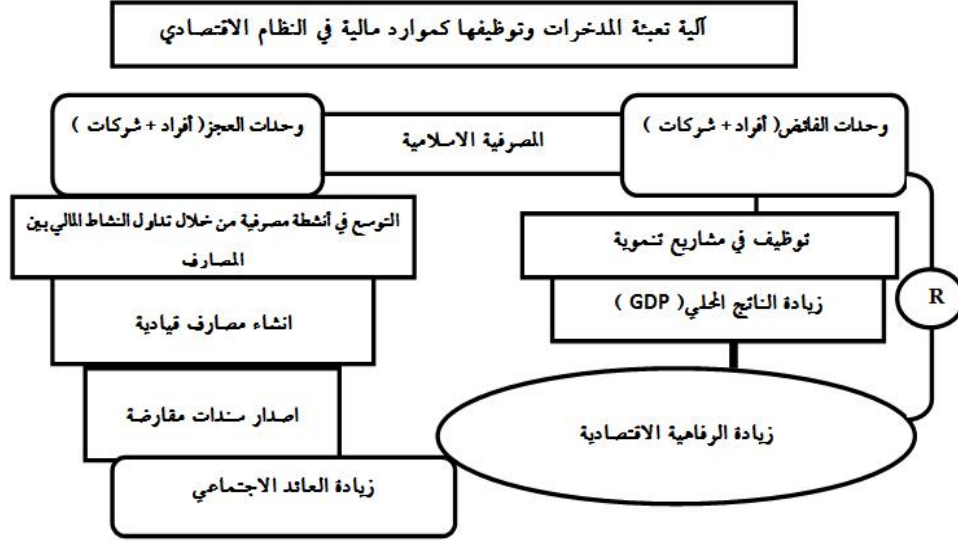 آلية تعبئة المدخرات وتوظيفها كموارد مالية في النظام الاقتصادي
وحدات الفائض( أفراد + شركات )
المصرفية الاسلامية
وحدات العجز( أفراد + شركات )
توظيف في مشاريع تنموية
زيادة الناتج المحلي( GDP )
R
زيادة الرفاهية الاقتصادية
التوسع في أنشطة مصرفية من خلال تداول النشاط المالي بين
المصارف
انشاء مصارف قيادية
اصدار سندات مقارضة
زيادة العائد الاجتماعي